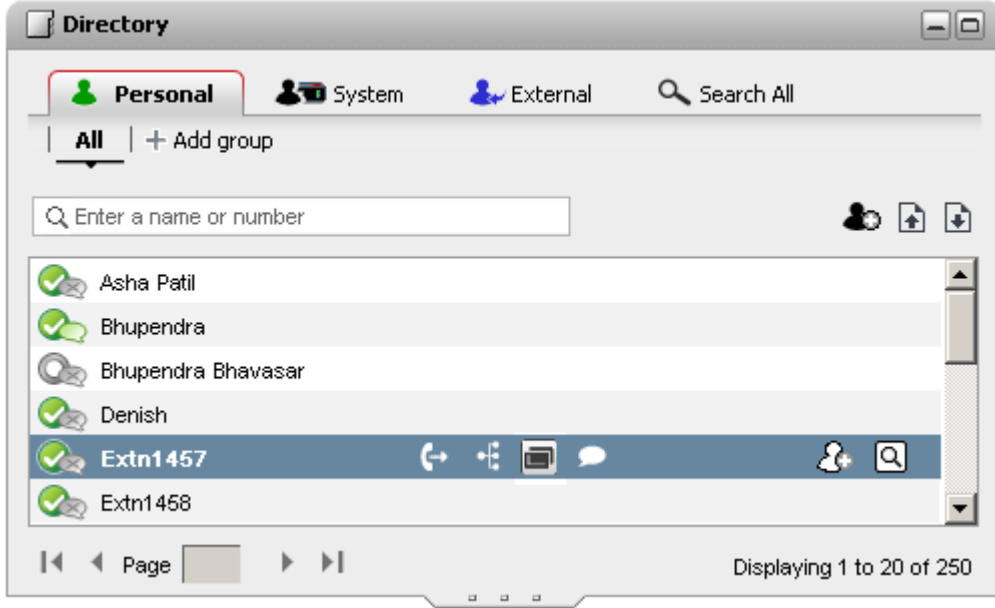 Directory
Personal System External Search All
All Add group
Enter a name or number
Asha Patil
Bhupendra
Bhupendra Bhavasar
Denish
Extn1457
Extn1458
Page Displaying 1 to 20 of 250